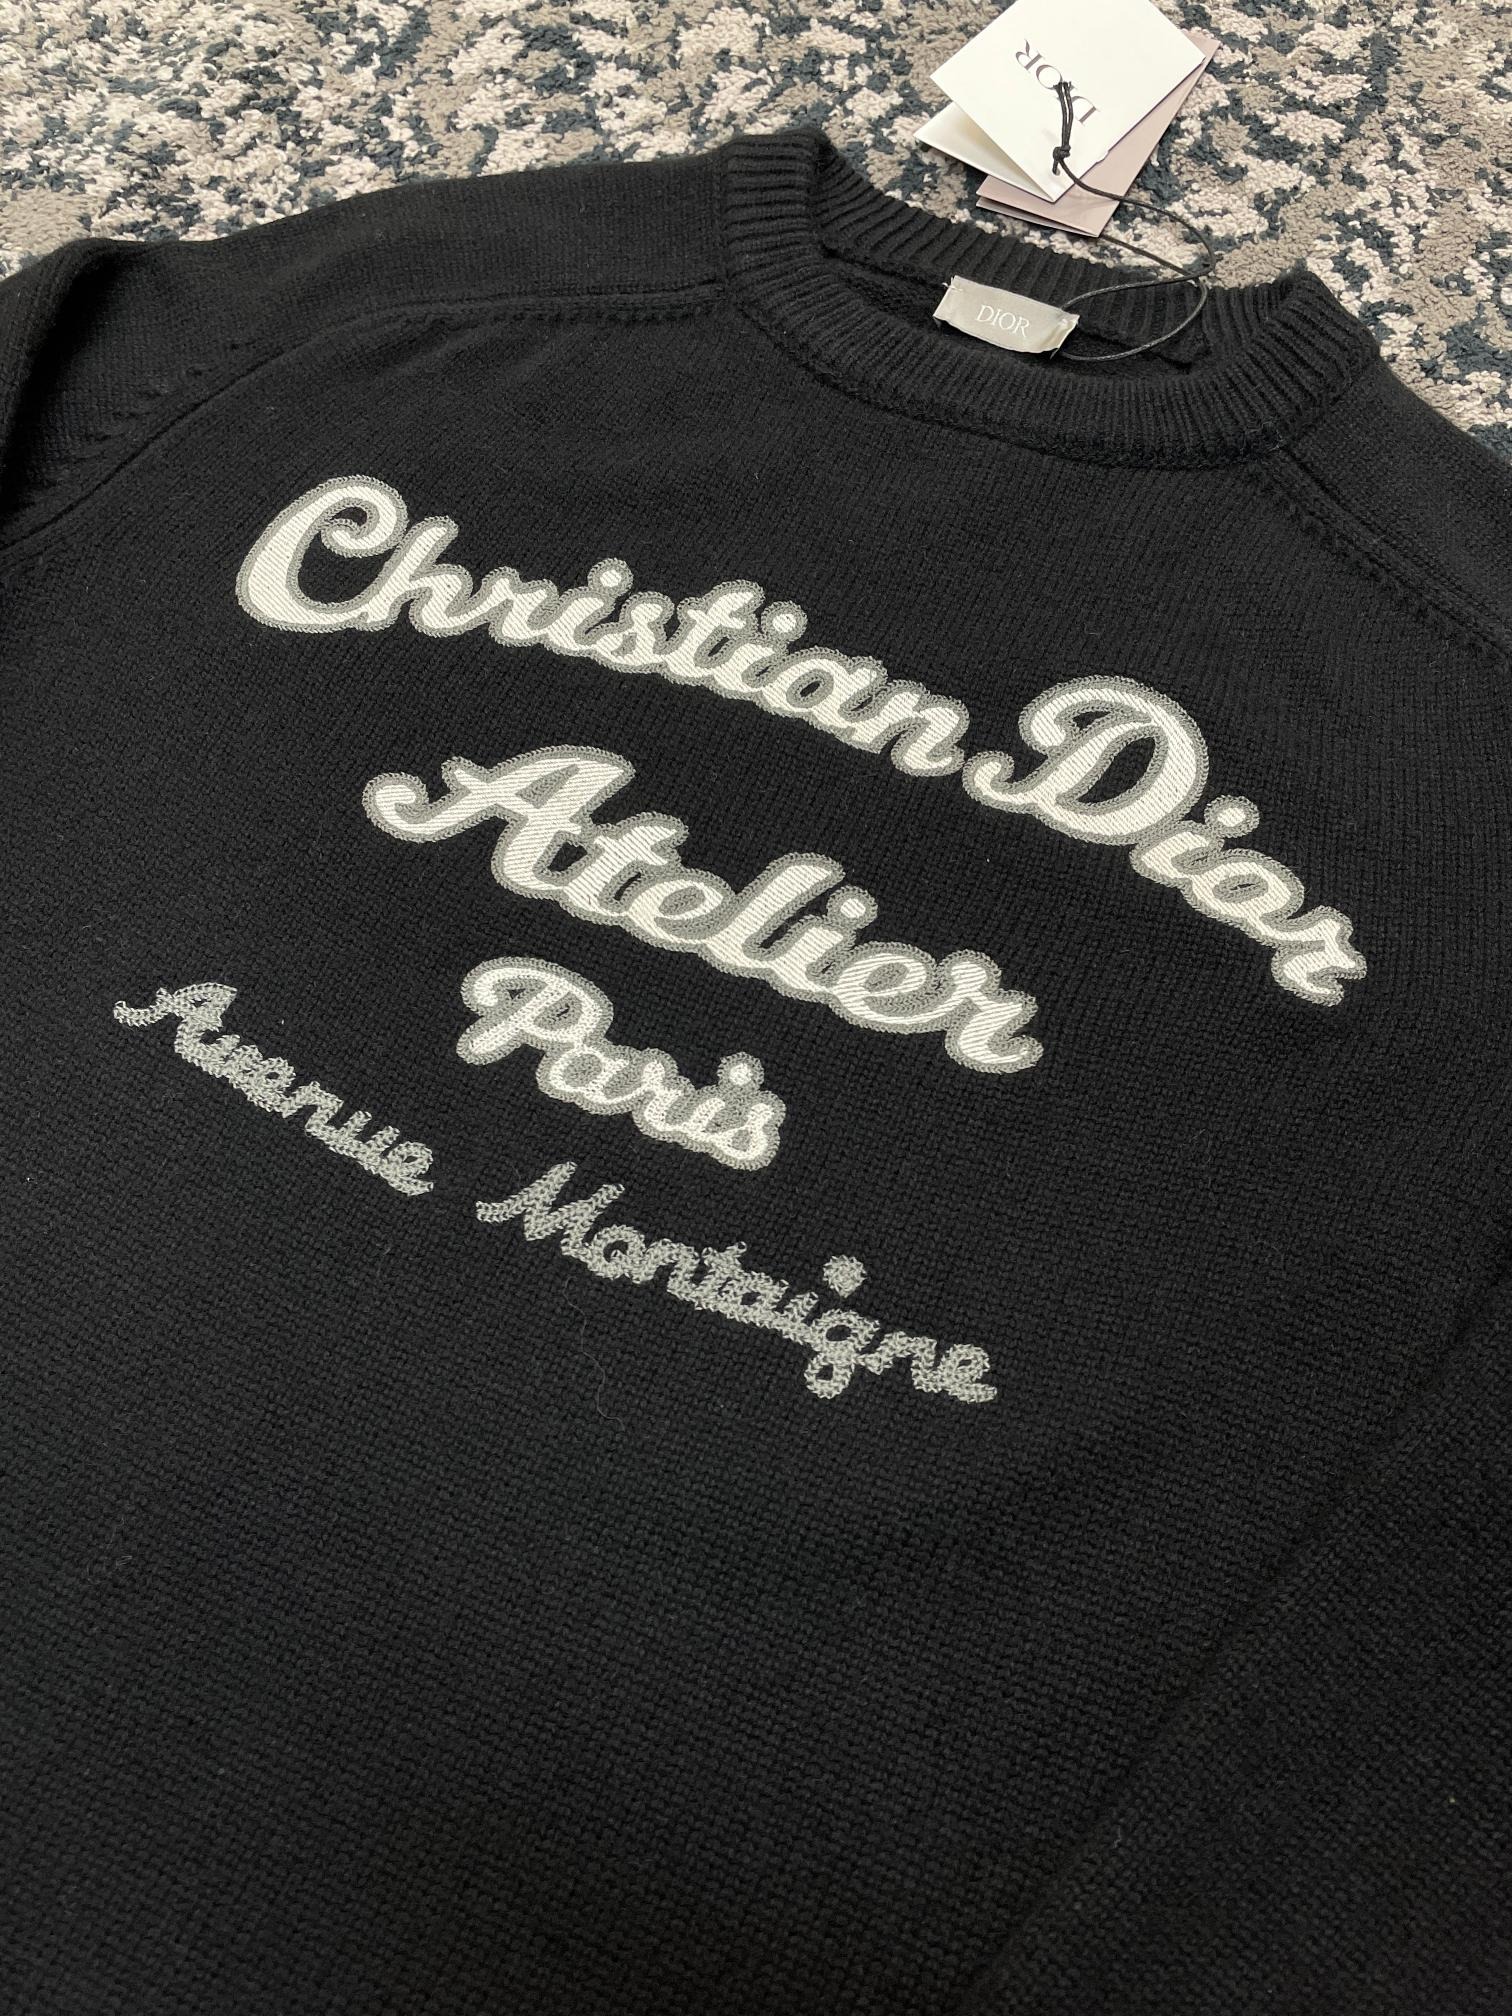 DIOR
DIOR
Christian Dior
Atelier
Paris
Avenue Montaigne